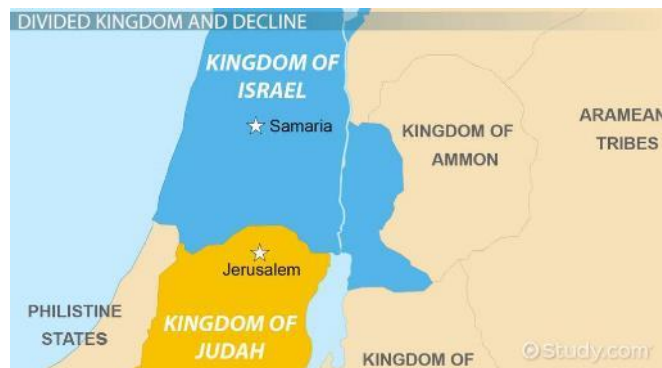 DIVIDED KINGDOM AND DECLINE
KINGDOM OF
ISRAEL
Samaria
KINGDOM OF
AMMON
ARAMEAN
TRIBES
Jerusalem
PHILISTINE
STATES
KINGDOM OF
JUDAH
KINGDOM OF
Study.com